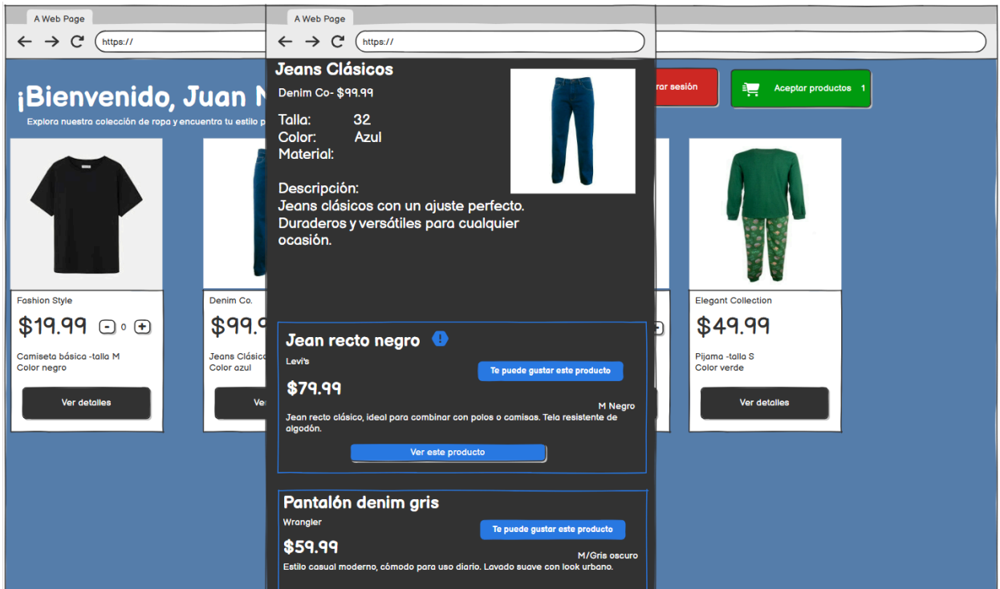 A Web Page
https://
¡Bienvenido, Juan
Explora nuestra colección de ropa y encuentra tu estilo
sesión
Aceptar productos 1
Fashion Style
$19.99 - 0 +
Camiseta básica -talla M
Color negro
Ver detalles
Denim Co.
$99.9
Jeans Clásico
Color azul
Elegant Collection
$49.99
Pijama -talla S
Color verde
Ver detalles
A Web Page
https://
Jeans Clásicos
Denim Co- $99.99
Talla: 32
Color: Azul
Material:
Descripción:
Jeans clásicos con un ajuste perfecto.
Duraderos y versátiles para cualquier
ocasión.
Jean recto negro !
Levi's
Te puede gustar este producto
$79.99
M Negro
Jean recto clásico, ideal para combinar con polos o camisas. Tela resistente de
algodón.
Ver este producto
Pantalón denim gris
Wrangler
Te puede gustar este producto
$59.99
M/Gris oscuro
Estilo casual moderno, cómodo para uso diario. Lavado suave con look urbano.